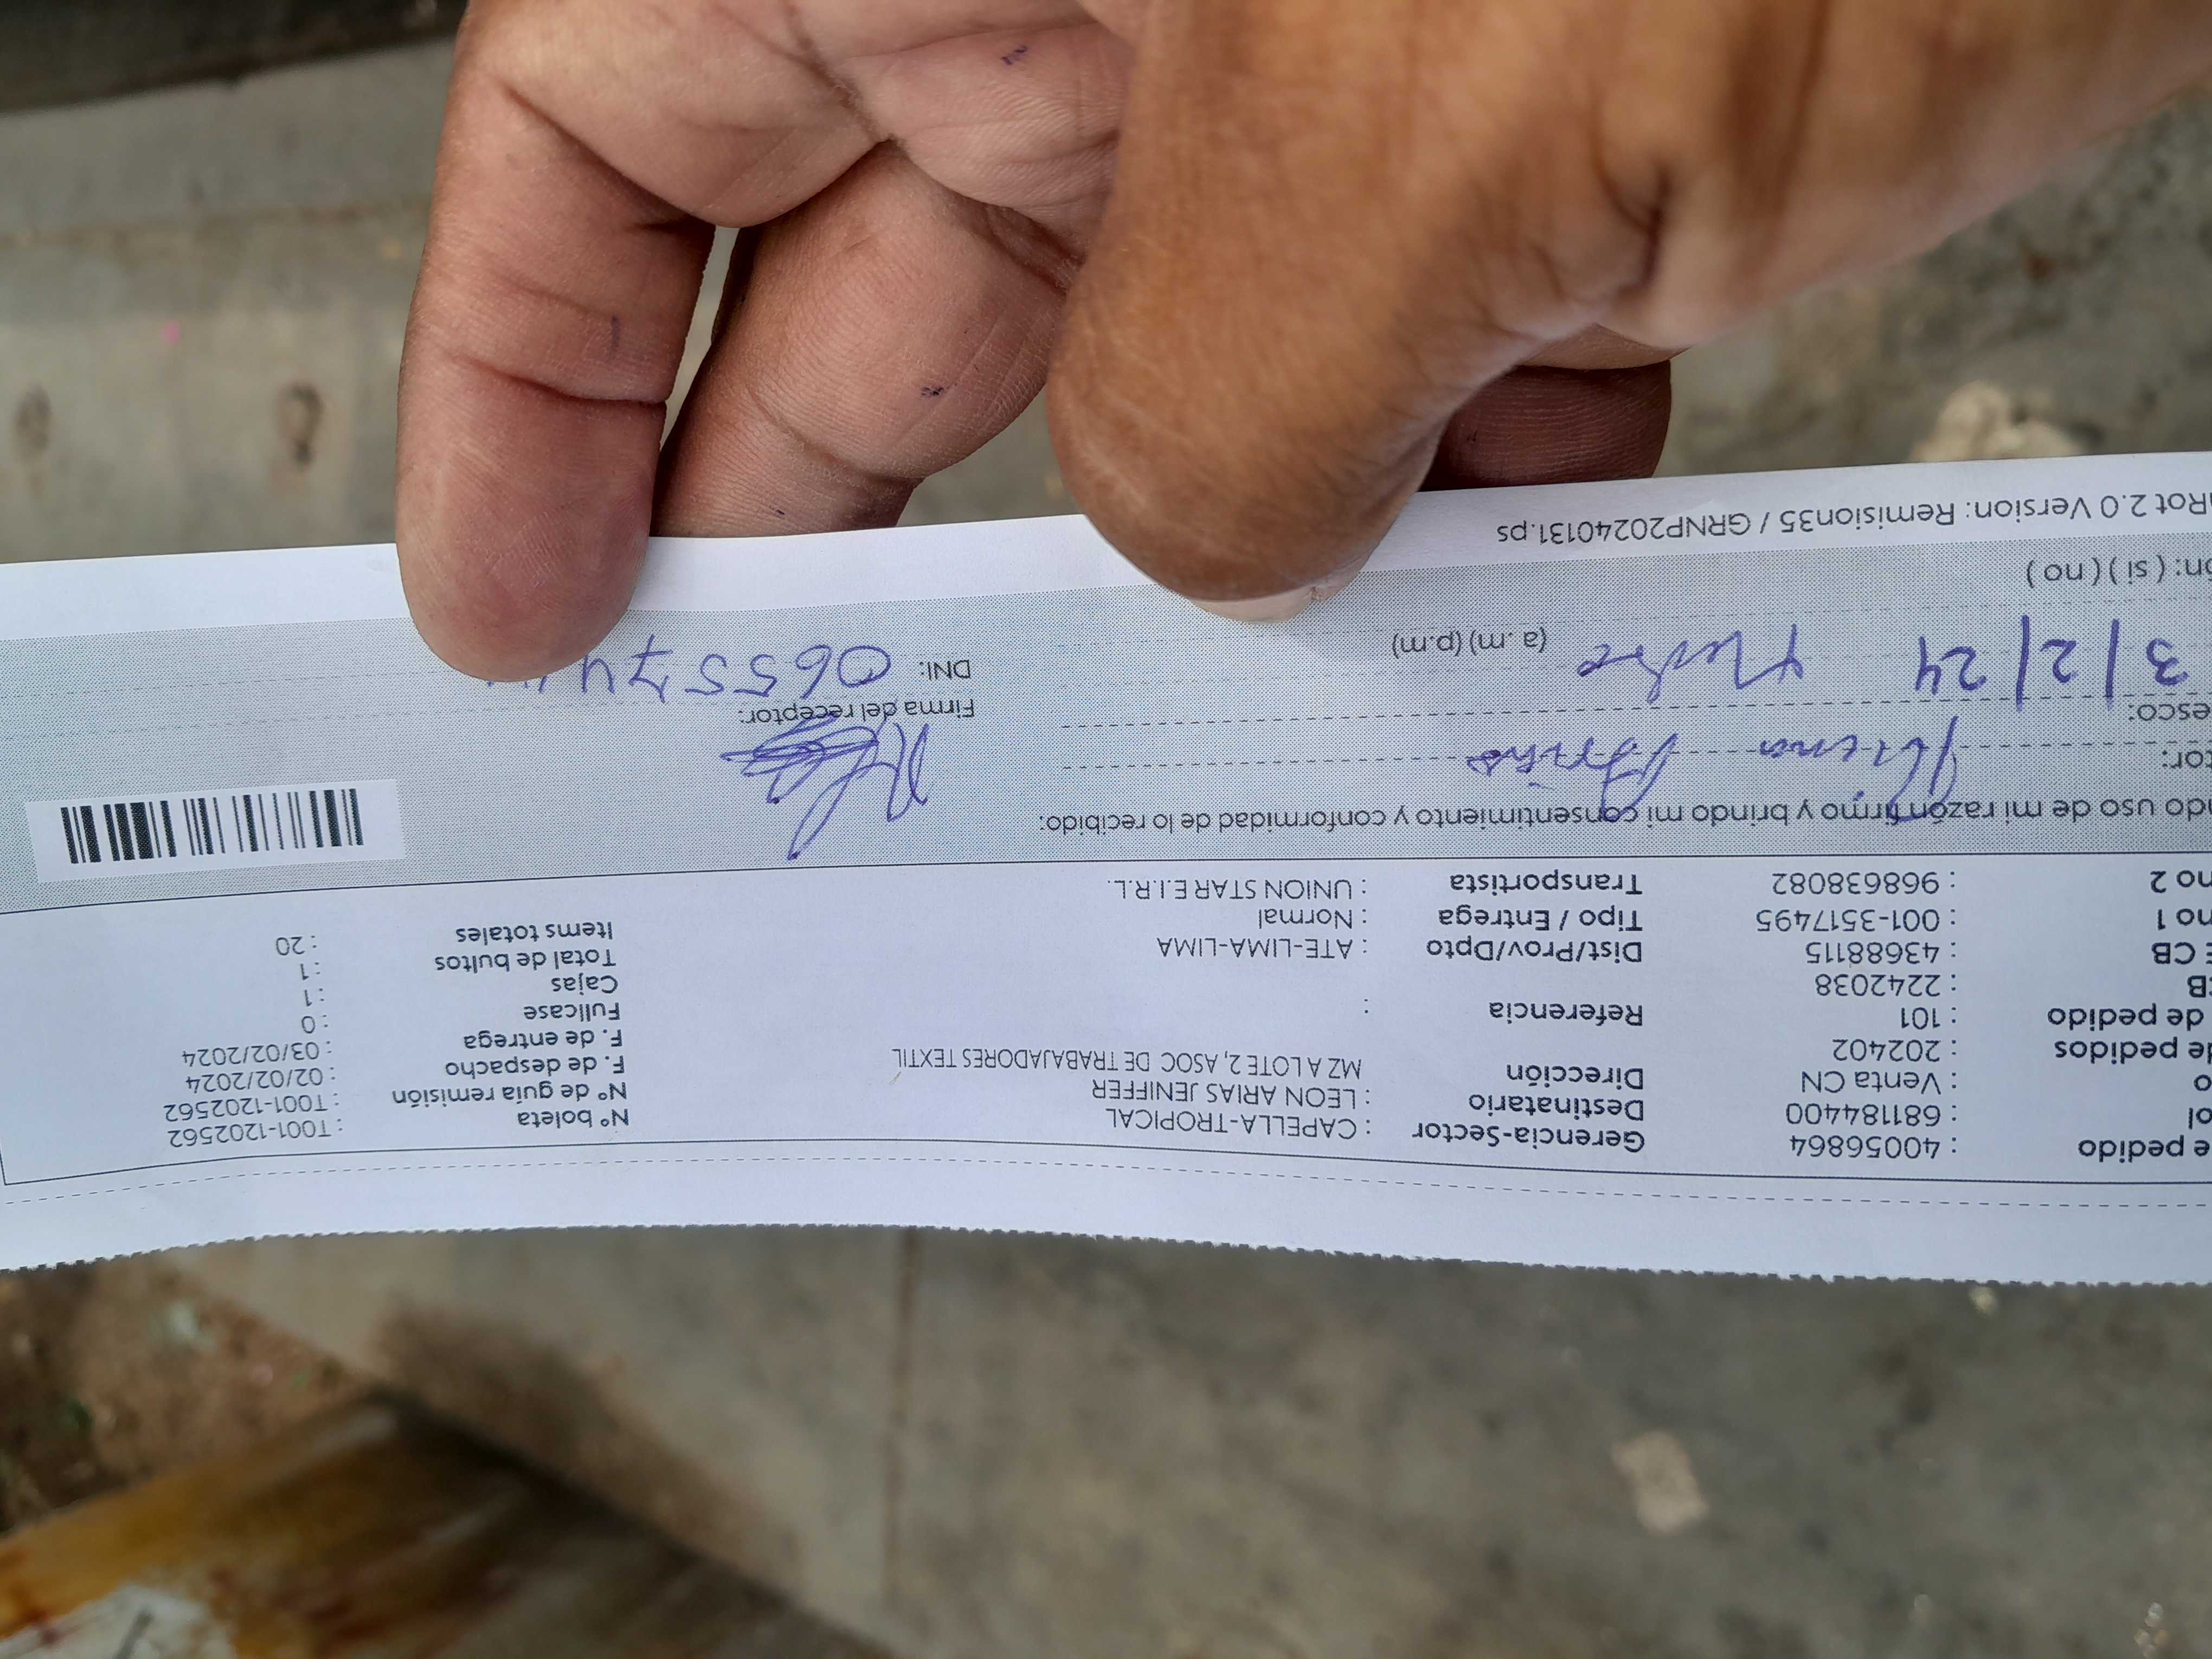 e pedido : 40056864 Gerencia-Sector : CAPELLA-TROPICAL N° boleta : T001-1202562
ol : 681184400 Destinatario : LEON ARIAS JENIFFER N° de guía remisión : T001-1202562
o : Venta CN Dirección MZ A LOTE 2, ASOC DE TRABAJADORES TEXTIL F. de despacho : 02/02/2024
de pedidos : 202402 F. de entrega : 03/02/2024
de pedido : 101 Referencia : Fullcase : 0
CB : 2242038 Cajas : 1
E CB : 43688115 Dist/Prov/Dpto : ATE-LIMA-LIMA Total de bultos : 1
no 1 : 001-3517495 Tipo / Entrega : Normal Items totales : 20
no 2 : 968638082 Transportista : UNION STAR E.I.R.L.
ndo uso de mi razón firmo y brindo mi consentimiento y conformidad de lo recibido:
tor:
esco: Firma del receptor:
3/2/24 (a.m) (p.m) DNI: 065574
on: (si) (no)
Rot 2.0 Version: Remision35 / GRNP20240131.ps